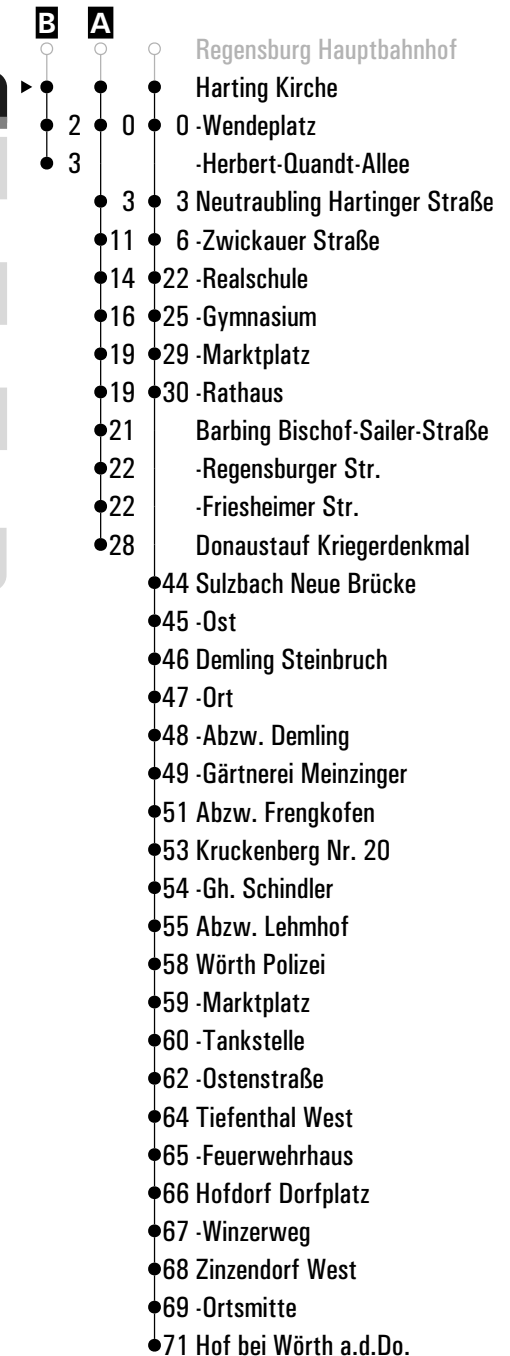 B A
Regensburg Hauptbahnhof
Harting Kirche
2 0 0 -Wendeplatz
3 -Herbert-Quandt-Allee
3 3 Neutraubling Hartinger Straße
11 6 -Zwickauer Straße
14 22 -Realschule
16 25 -Gymnasium
19 29 -Marktplatz
19 30 -Rathaus
21 Barbing Bischof-Sailer-Straße
22 -Regensburger Str.
22 -Friesheimer Str.
28 Donaustauf Kriegerdenkmal
44 Sulzbach Neue Brücke
45 -Ost
46 Demling Steinbruch
47 -Ort
48 -Abzw. Demling
49 -Gärtnerei Meinzinger
51 Abzw. Frengkofen
53 Kruckenberg Nr. 20
54 -Gh. Schindler
55 Abzw. Lehmhof
58 Wörth Polizei
59 -Marktplatz
60 -Tankstelle
62 -Ostenstraße
64 Tiefenthal West
65 -Feuerwehrhaus
66 Hofdorf Dorfplatz
67 -Winzerweg
68 Zinzendorf West
69 -Ortsmitte
71 Hof bei Wörth a.d.Do.